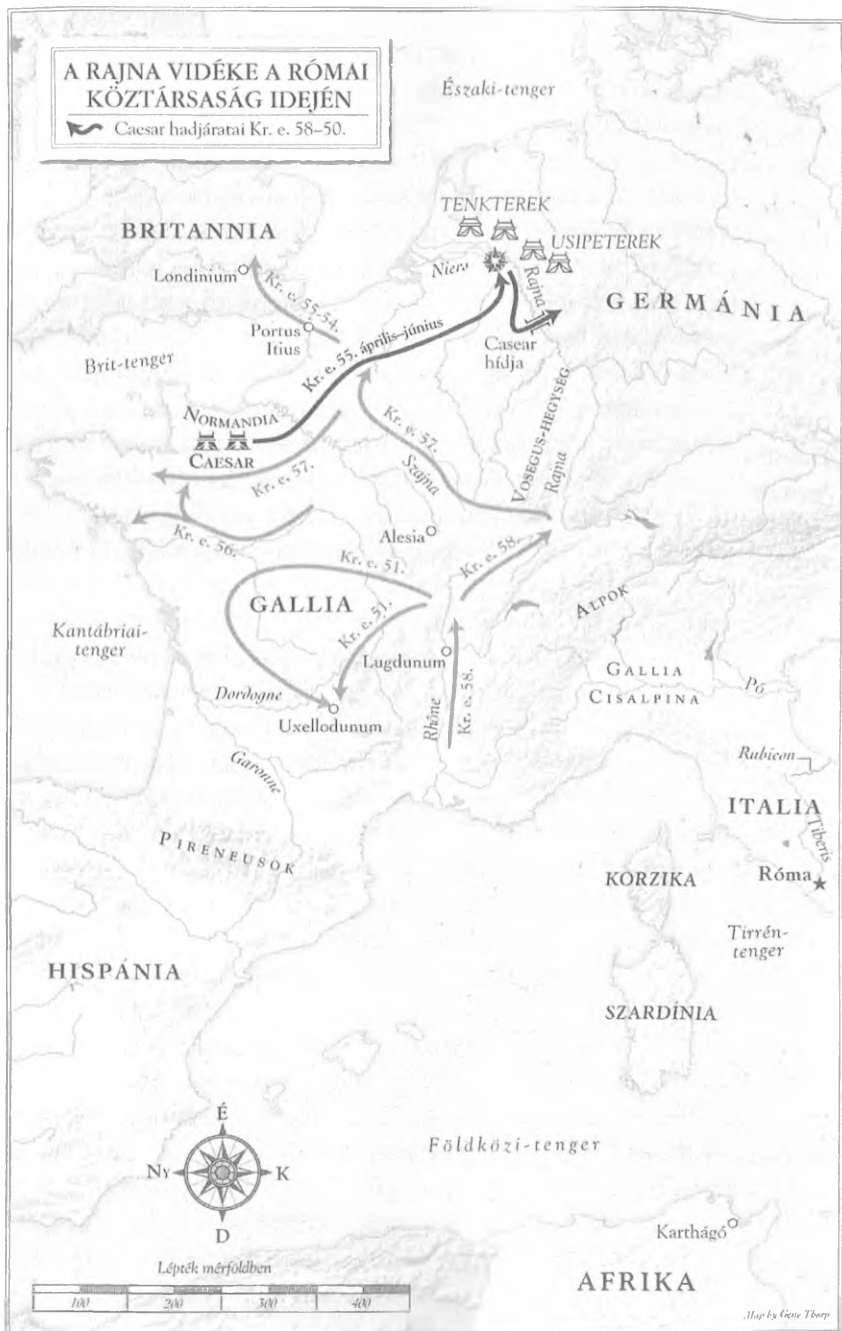 A RAJNA VIDÉKE A RÓMAI
KÖZTÁRSASÁG IDEJÉN
Caesar hadjáratai Kr. e. 58–50.
Északi-tenger
TENKTEREK
USIPETEREK
BRITANNIA
Londinium
Niers
Rajna
GERMÁNIA
Kr. e. 55-54.
Portus
Itius
Casear
hídja
Brit-tenger
Kr. e. 55. április–június
NORMANDIA
CAESAR
Kr. e. 57.
Kr. e. 57.
Szajna
VOSEGUS-HEGYSÉG
Rajna
Kr. e. 56.
Alesia
Kr. e. 58.
Kr. e. 51.
GALLIA
Kr. e. 51.
ALPOK
Kantábriai-
tenger
Lugdunum
GALLIA
CISALPINA
Pó
Dordogne
Uxellodunum
Rhône
Kr. e. 58.
Garonne
Rubicon
ITALIA
Tiberis
PIRENEUSOK
KORZIKA
Róma
Tirrén-
tenger
HISPÁNIA
SZARDÍNIA
É
Ny
K
D
Földközi-tenger
Karthágó
Lépték mérföldben
100
200
300
400
AFRIKA
Map by Gene Thorp